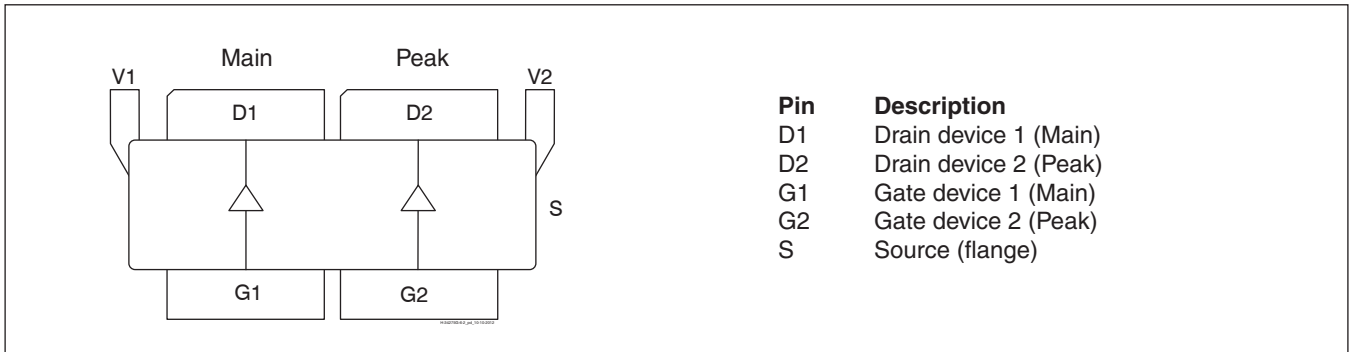 Main Peak
V1 V2
D1 D2
S
G1 G2
Pin Description
D1 Drain device 1 (Main)
D2 Drain device 2 (Peak)
G1 Gate device 1 (Main)
G2 Gate device 2 (Peak)
S Source (flange)